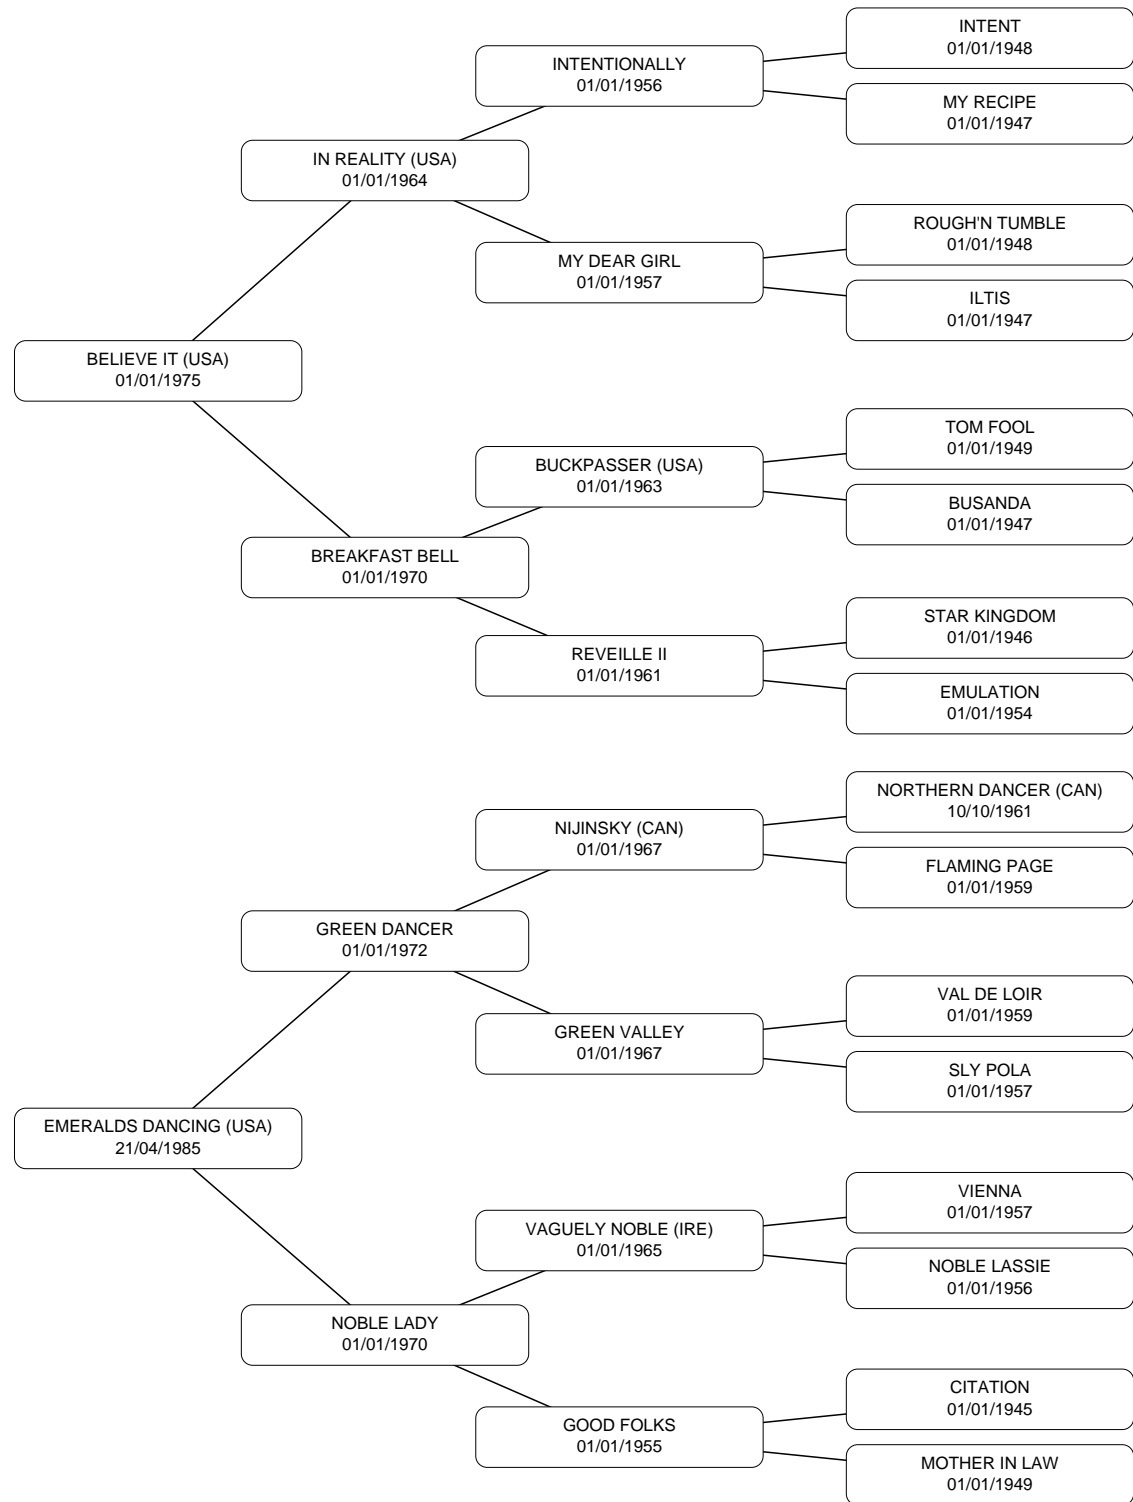 INTENT
01/01/1948
INTENTIONALLY
01/01/1956
MY RECIPE
01/01/1947
IN REALITY (USA)
01/01/1964
ROUGH'N TUMBLE
01/01/1948
MY DEAR GIRL
01/01/1957
ILTIS
01/01/1947
BELIEVE IT (USA)
01/01/1975
TOM FOOL
01/01/1949
BUCKPASSER (USA)
01/01/1963
BUSANDA
01/01/1947
BREAKFAST BELL
01/01/1970
STAR KINGDOM
01/01/1946
REVEILLE II
01/01/1961
EMULATION
01/01/1954
NORTHERN DANCER (CAN)
10/10/1961
NIJINSKY (CAN)
01/01/1967
FLAMING PAGE
01/01/1959
GREEN DANCER
01/01/1972
VAL DE LOIR
01/01/1959
GREEN VALLEY
01/01/1967
SLY POLA
01/01/1957
EMERALDS DANCING (USA)
21/04/1985
VIENNA
01/01/1957
VAGUELY NOBLE (IRE)
01/01/1965
NOBLE LASSIE
01/01/1956
NOBLE LADY
01/01/1970
CITATION
01/01/1945
GOOD FOLKS
01/01/1955
MOTHER IN LAW
01/01/1949